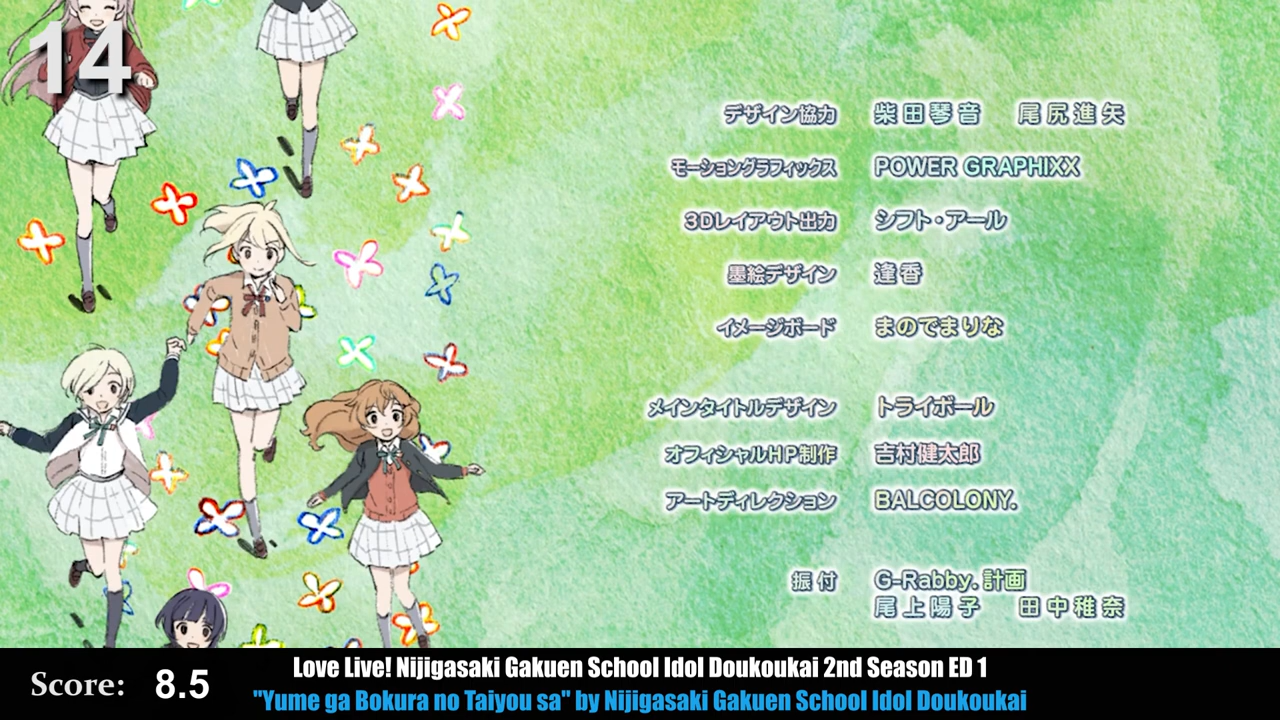 14
デザイン協力 柴田琴音 尾尻進矢
モーショングラフィックス POWER GRAPHIXX
3Dレイアウト出力 シフト・アール
墨絵デザイン 逢香
イメージボード まのでまりな
メインタイトルデザイン トライボール
オフィシャルHP制作 吉村健太郎
アートディレクション BALCOLONY.
振付 G-Rabby.計画
尾上陽子 田中稚奈
Score: 8.5
Love Live! Nijigasaki Gakuen School Idol Doukoukai 2nd Season ED 1
"Yume ga Bokura no Taiyou sa" by Nijigasaki Gakuen School Idol Doukoukai